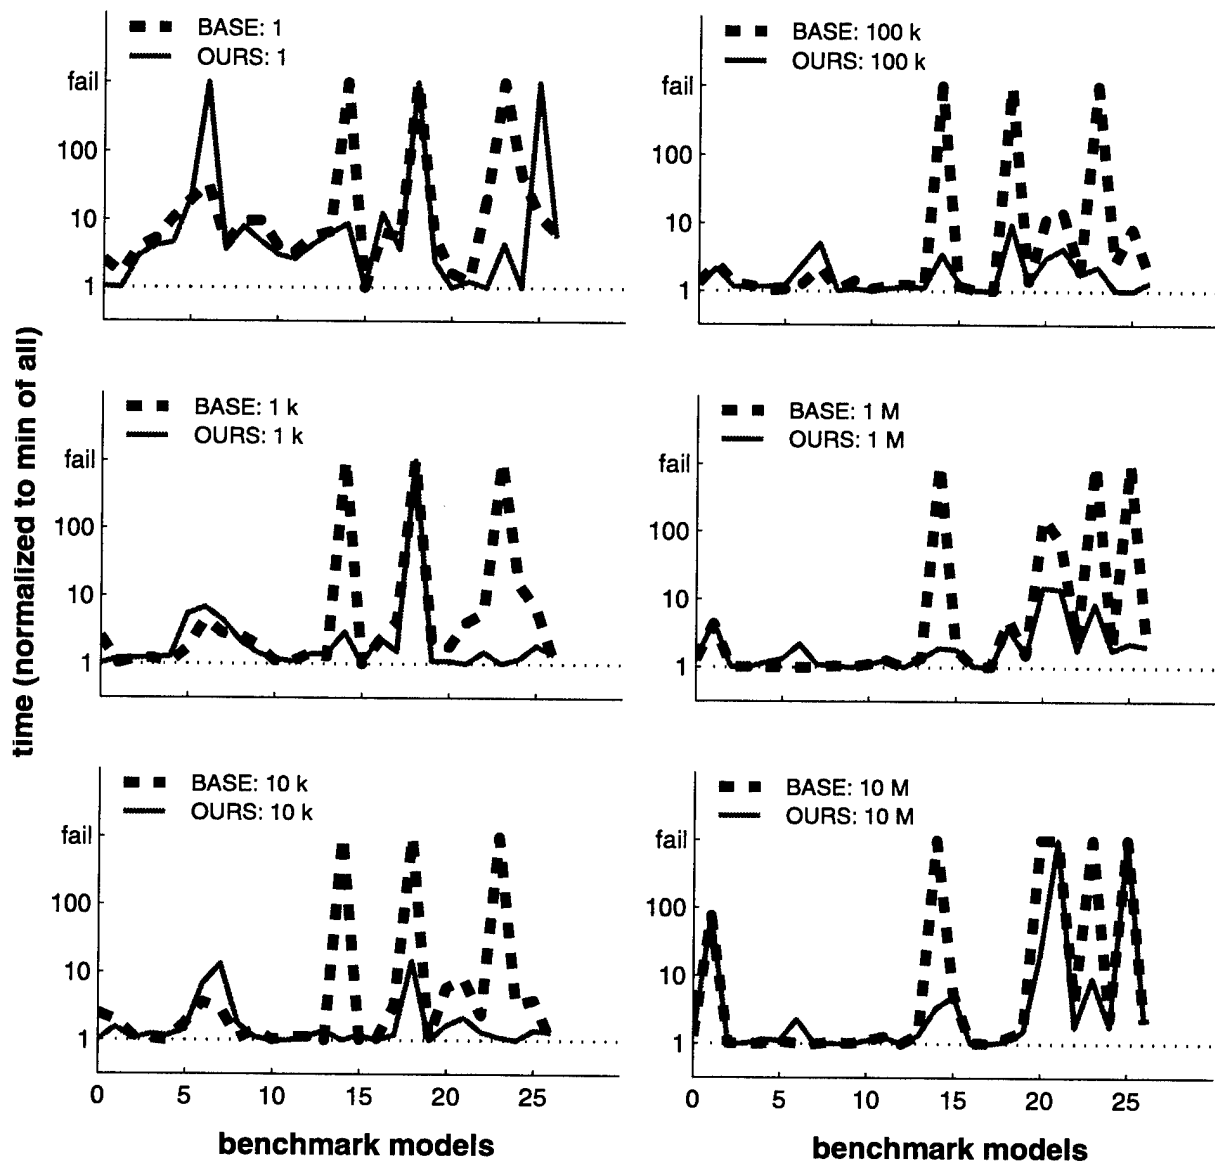 BASE: 1
OURS: 1
fail
100
10
1
BASE: 100 k
OURS: 100 k
fail
100
10
1
time (normalized to min of all)
BASE: 1 k
OURS: 1 k
fail
100
10
1
BASE: 1 M
OURS: 1 M
fail
100
10
1
BASE: 10 k
OURS: 10 k
fail
100
10
1
0 5 10 15 20 25
benchmark models
BASE: 10 M
OURS: 10 M
fail
100
10
1
0 5 10 15 20 25
benchmark models